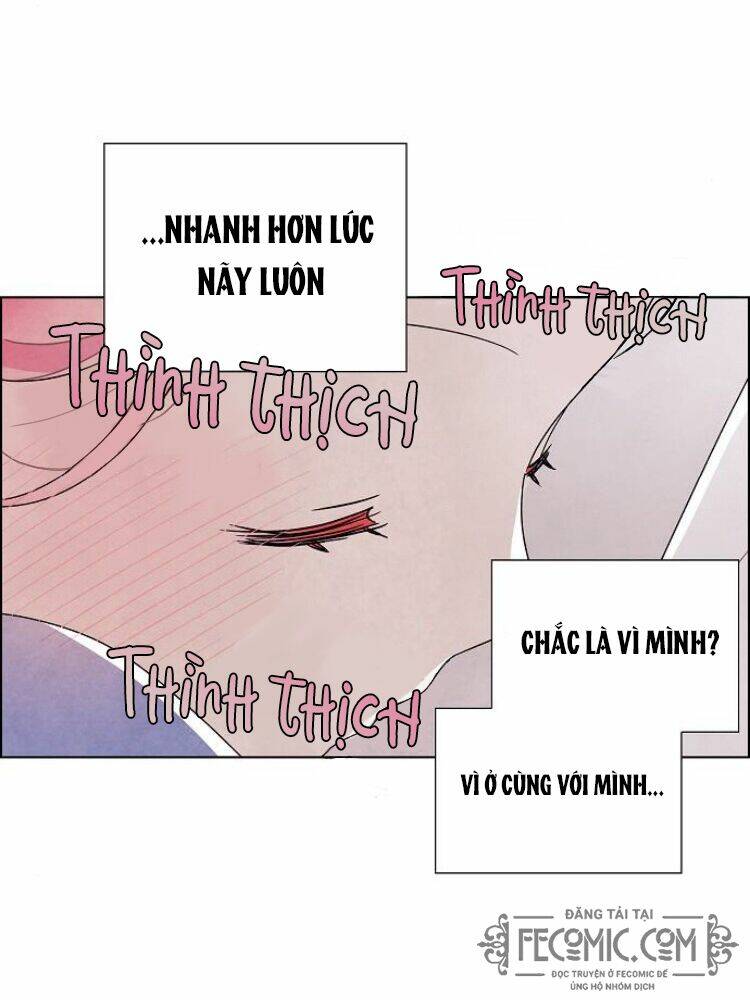 ...NHANH HƠN LÚC
NÃY LUÔN
THÌNH THỊCH
THÌNH THỊCH
THÌNH THỊCH
CHẮC LÀ VÌ MÌNH?
VÌ Ở CÙNG VỚI MÌNH...
ĐĂNG TẢI TẠI
FECOMIC.COM
ĐỌC TRUYỆN Ở FECOMIC ĐỂ
ỦNG HỘ NHÓM DỊCH